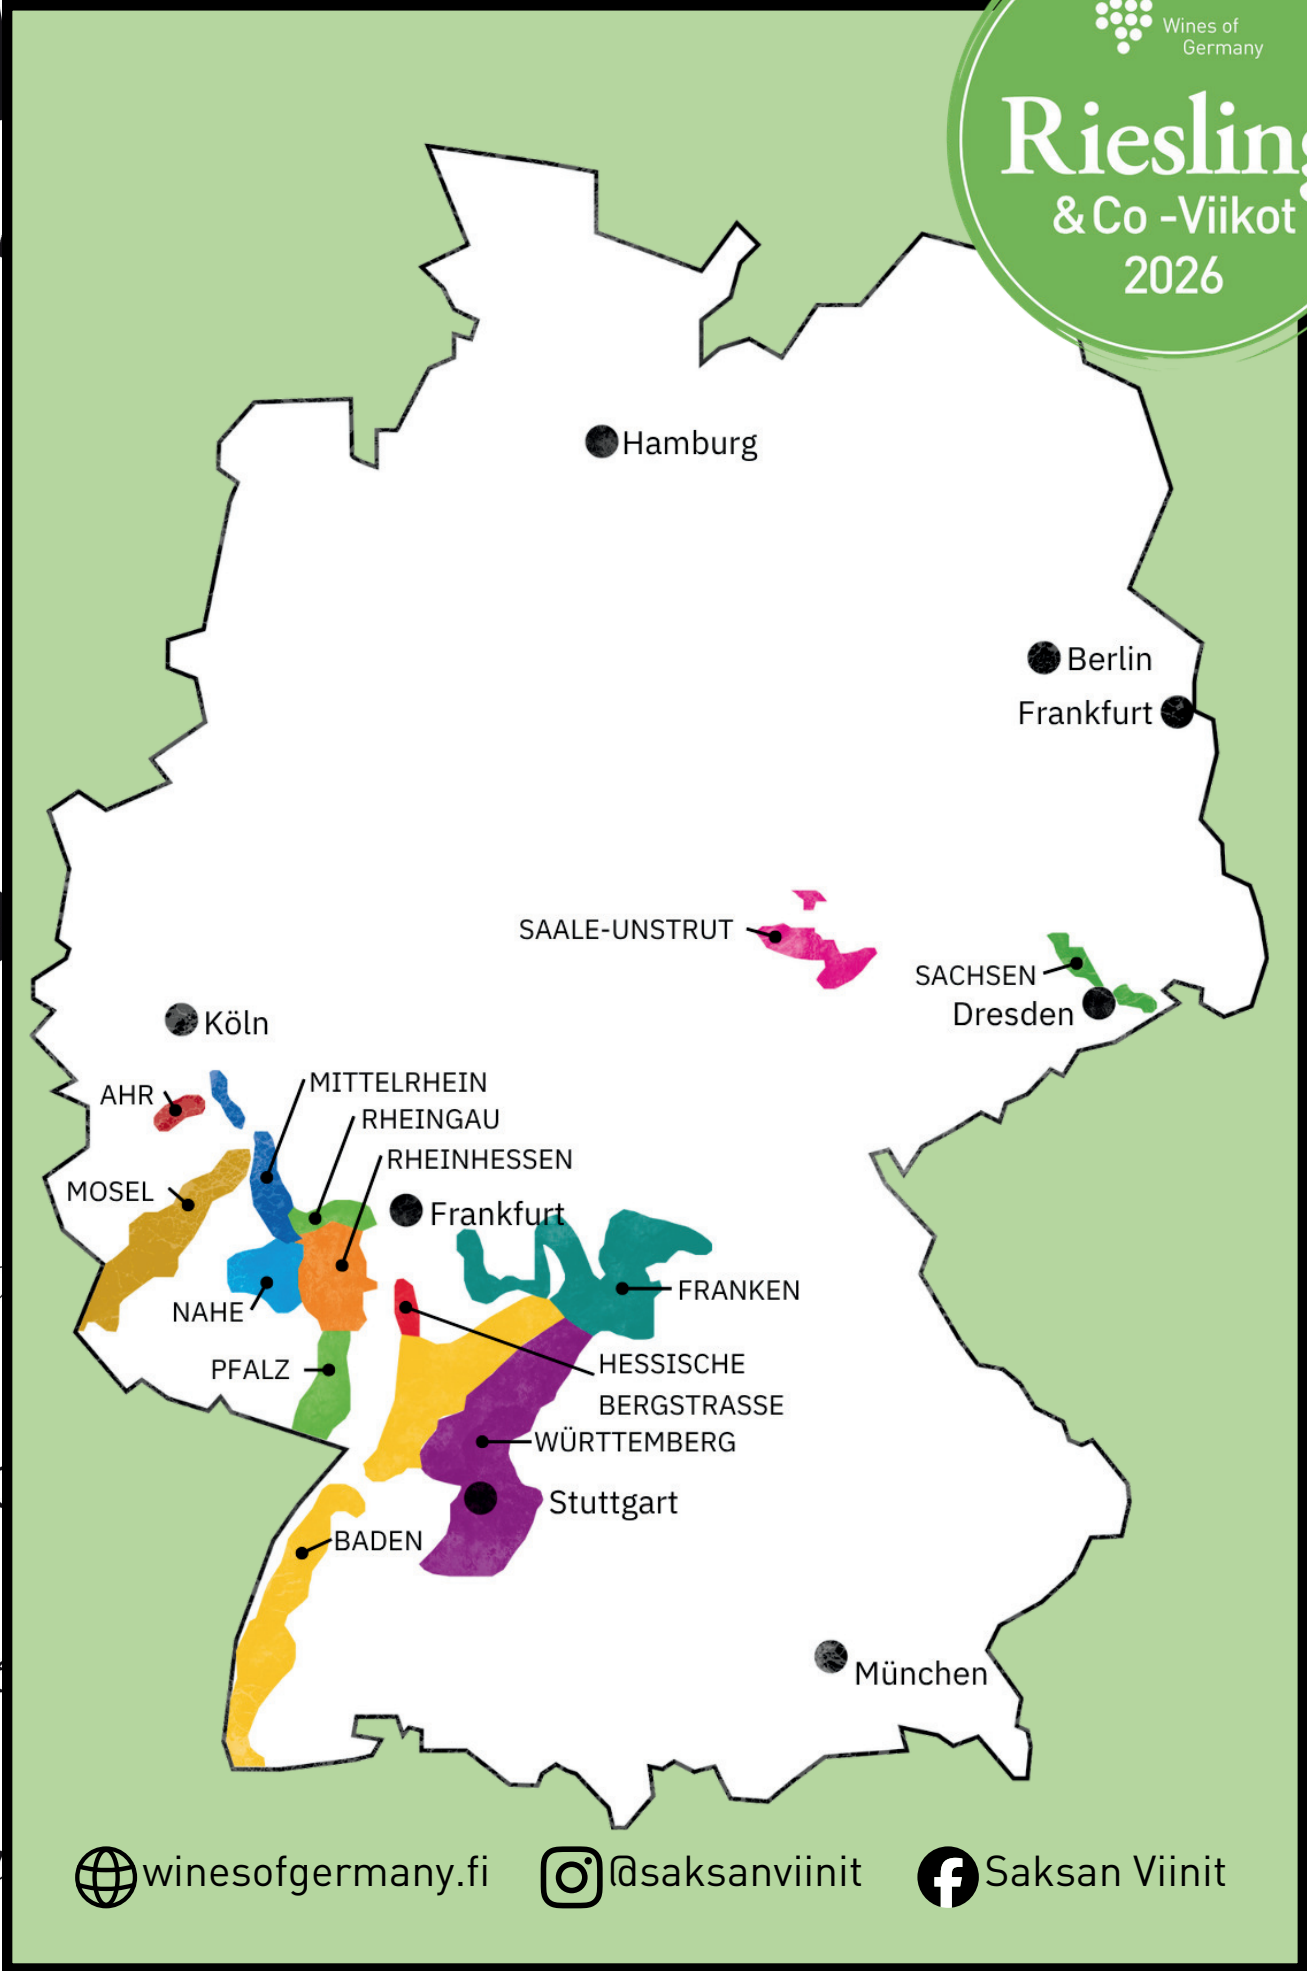 Wines of
Germany
Riesling
& Co -Viikot
2026
Hamburg
Berlin
Frankfurt
SAALE-UNSTRUT
SACHSEN
Dresden
Köln
AHR
MITTELRHEIN
RHEINGAU
RHEINHESSEN
MOSEL
Frankfurt
FRANKEN
NAHE
PFALZ
HESSISCHE
BERGSTRASSE
WÜRTTEMBERG
Stuttgart
BADEN
München
winesofgermany.fi
@saksanviinit
Saksan Viinit